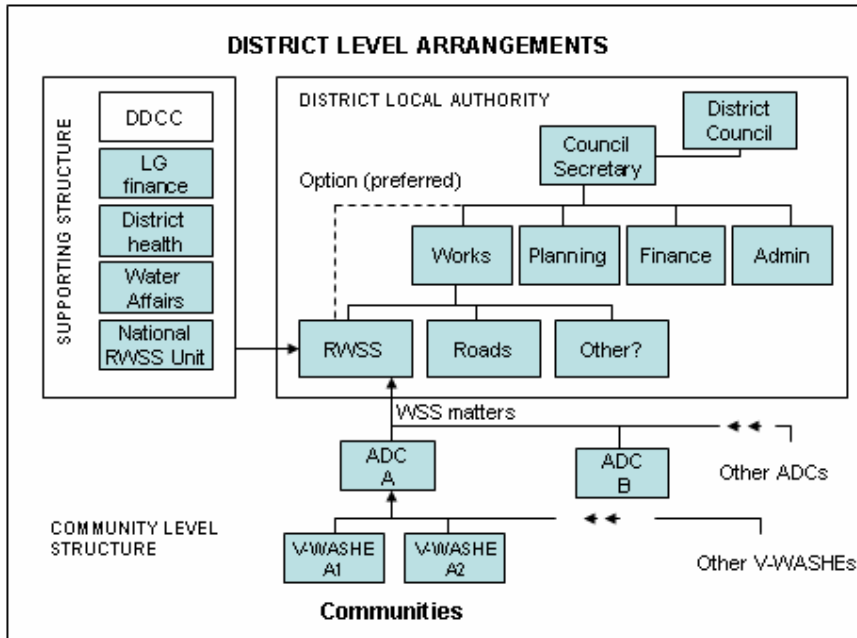 DISTRICT LEVEL ARRANGEMENTS
SUPPORTING STRUCTURE
DDCC
LG
finance
District
health
Water
Affairs
National
RWSS Unit
DISTRICT LOCAL AUTHORITY
District
Council
Council
Secretary
Option (preferred)
Works
Planning
Finance
Admin
RWSS
Roads
Other?
WSS matters
ADC
A
ADC
B
Other ADCs
COMMUNITY LEVEL
STRUCTURE
V-WASHE
A1
V-WASHE
A2
Other V-WASHEs
Communities